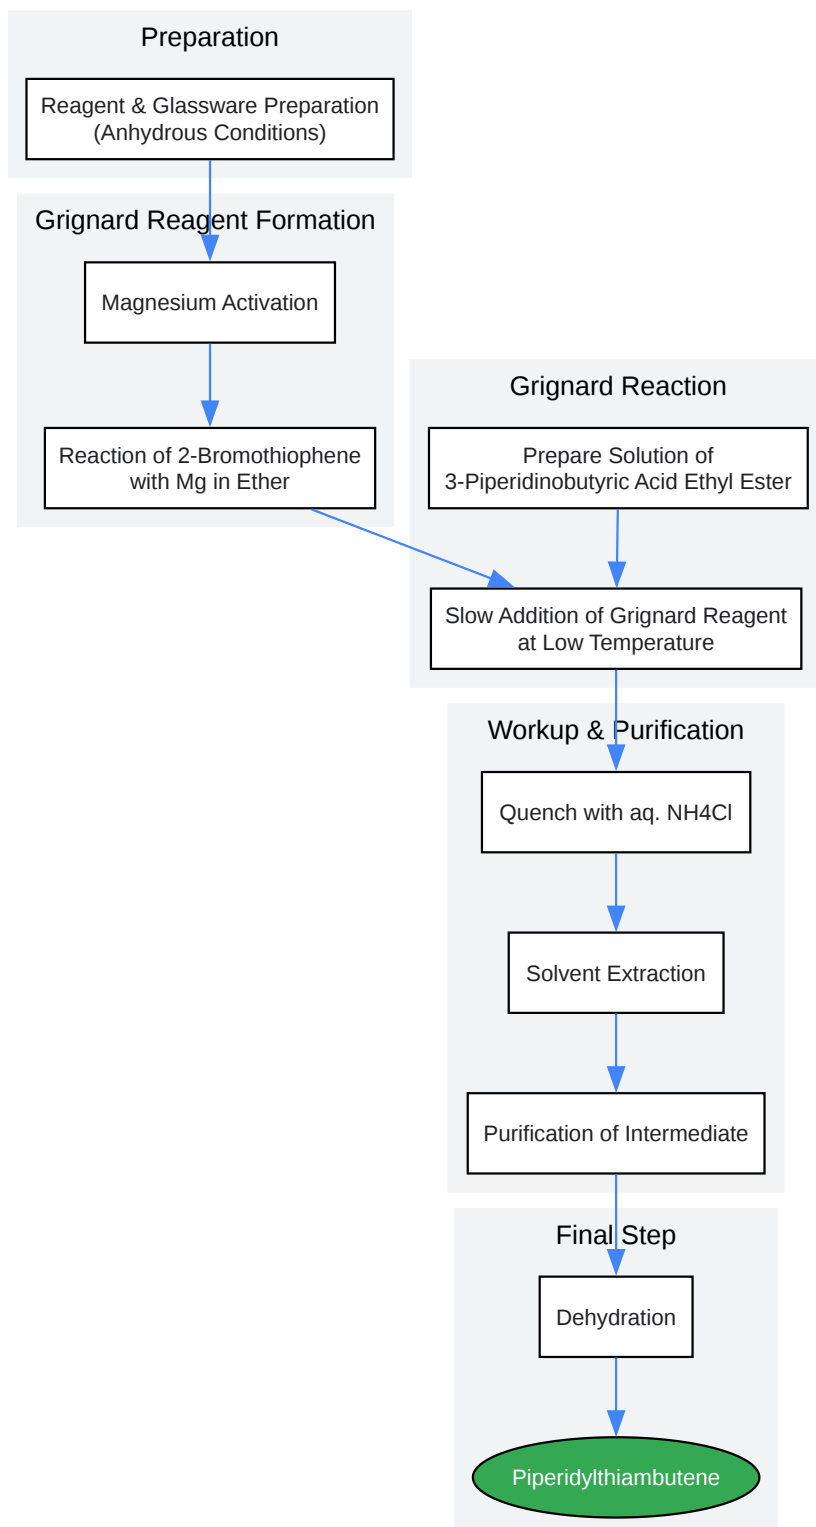 Preparation
Reagent & Glassware Preparation
(Anhydrous Conditions)
Grignard Reagent Formation
Magnesium Activation
Reaction of 2-Bromothiophene
with Mg in Ether
Grignard Reaction
Prepare Solution of
3-Piperidinobutyric Acid Ethyl Ester
Slow Addition of Grignard Reagent
at Low Temperature
Workup & Purification
Quench with aq. NH4Cl
Solvent Extraction
Purification of Intermediate
Final Step
Dehydration
Piperidylthiambutene